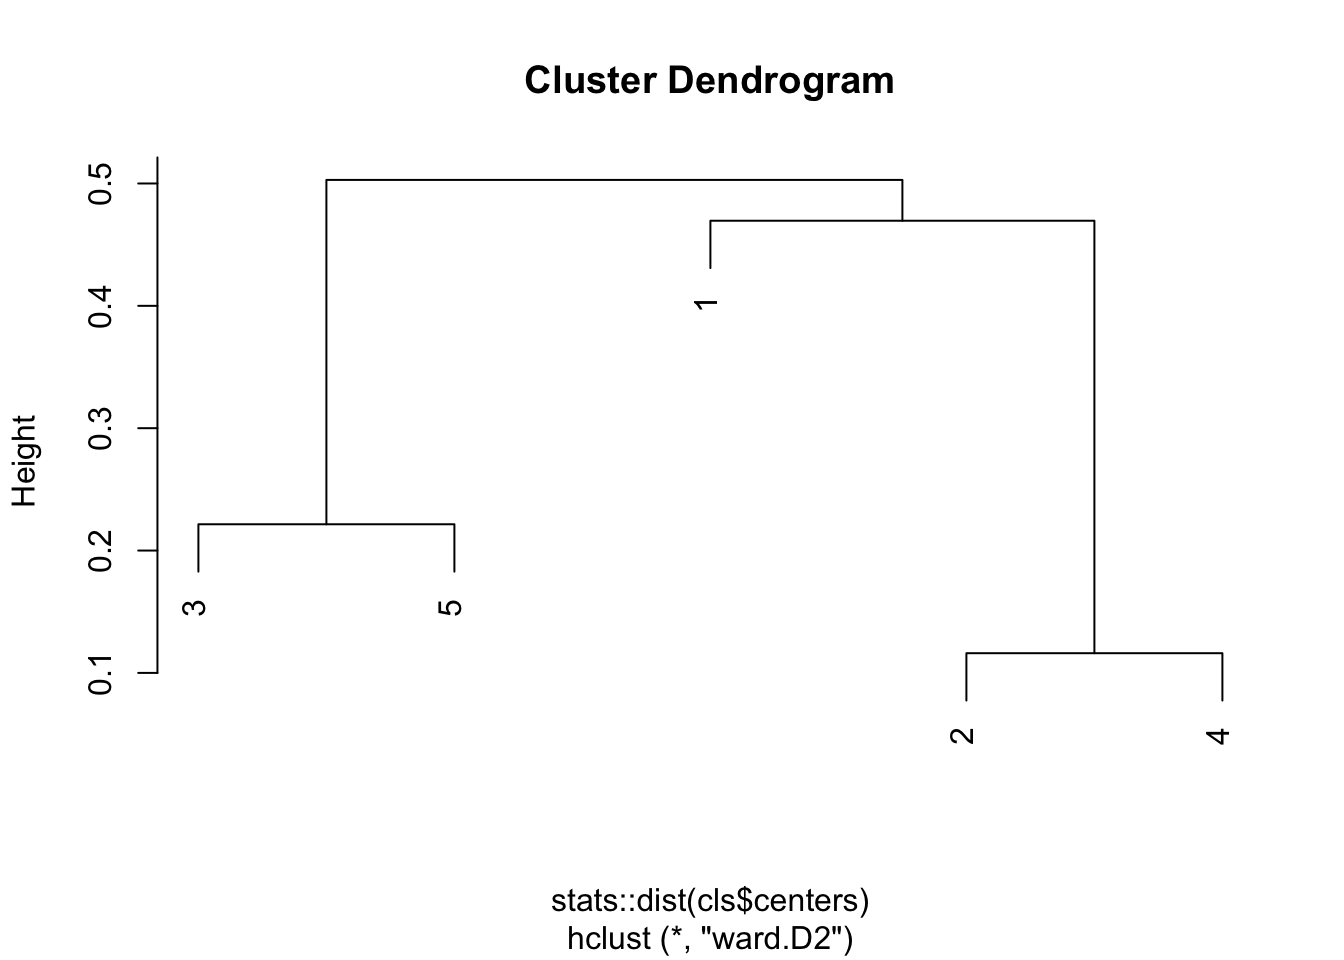 Cluster Dendrogram
Height
0.5
0.4
0.3
0.2
0.1
1
3
5
2
4
stats::dist(cls$centers)
hclust (*, "ward.D2")